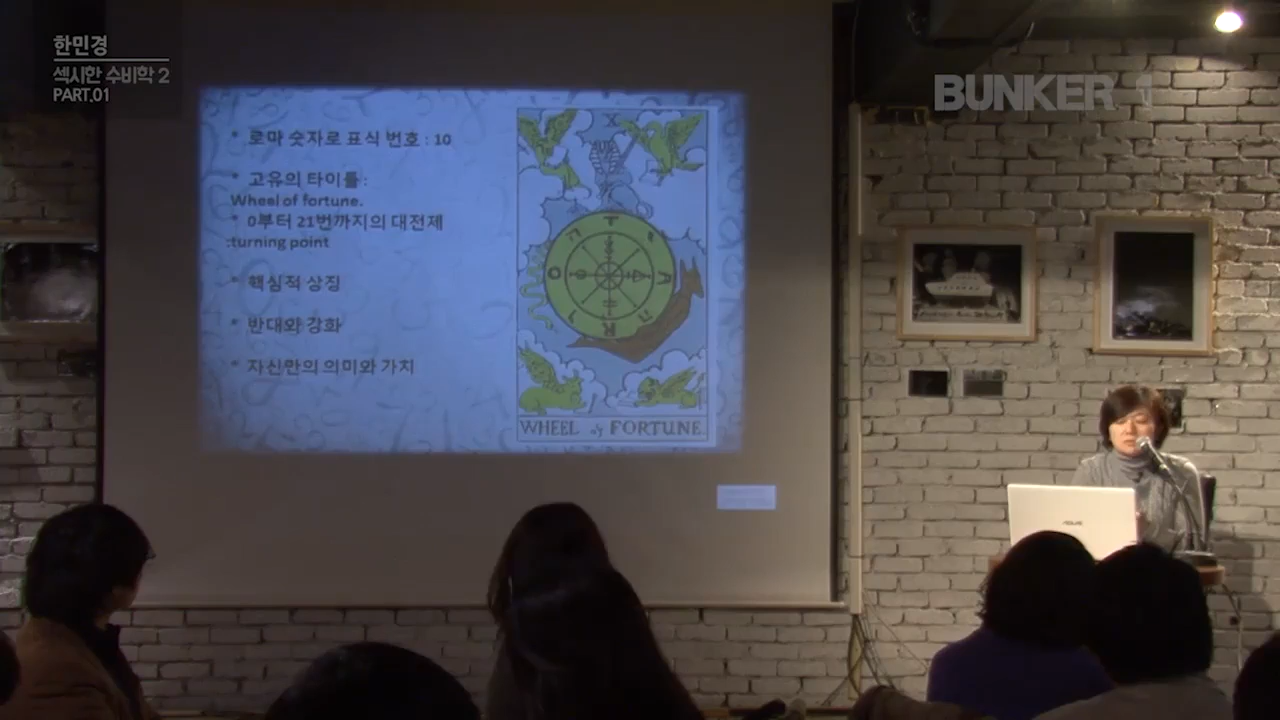 한민경
섹시한 수비학 2
PART.01
BUNKER 1
* 로마 숫자로 표식 번호 : 10
* 고유의 타이틀 :
Wheel of fortune.
* 0부터 21번까지의 대전제
:turning point
* 핵심적 상징
* 반대와 강화
* 자신만의 의미와 가치
X
WHEEL of FORTUNE.
ASUS